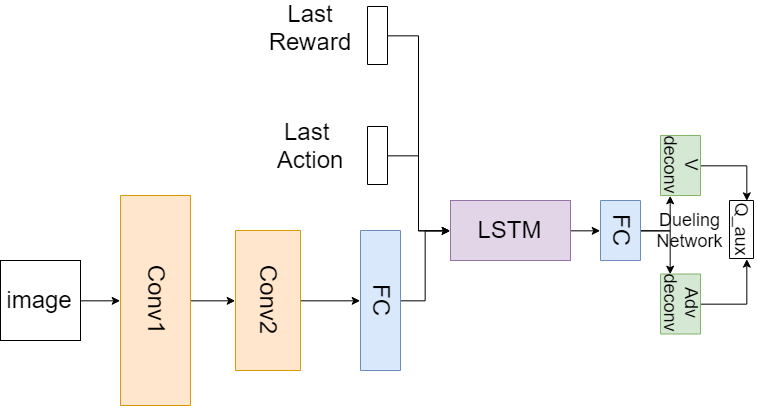 Last
Reward
Last
Action
image
Conv1
Conv2
FC
LSTM
FC
V
deconv
Dueling
Network
Q_aux
Adv
deconv